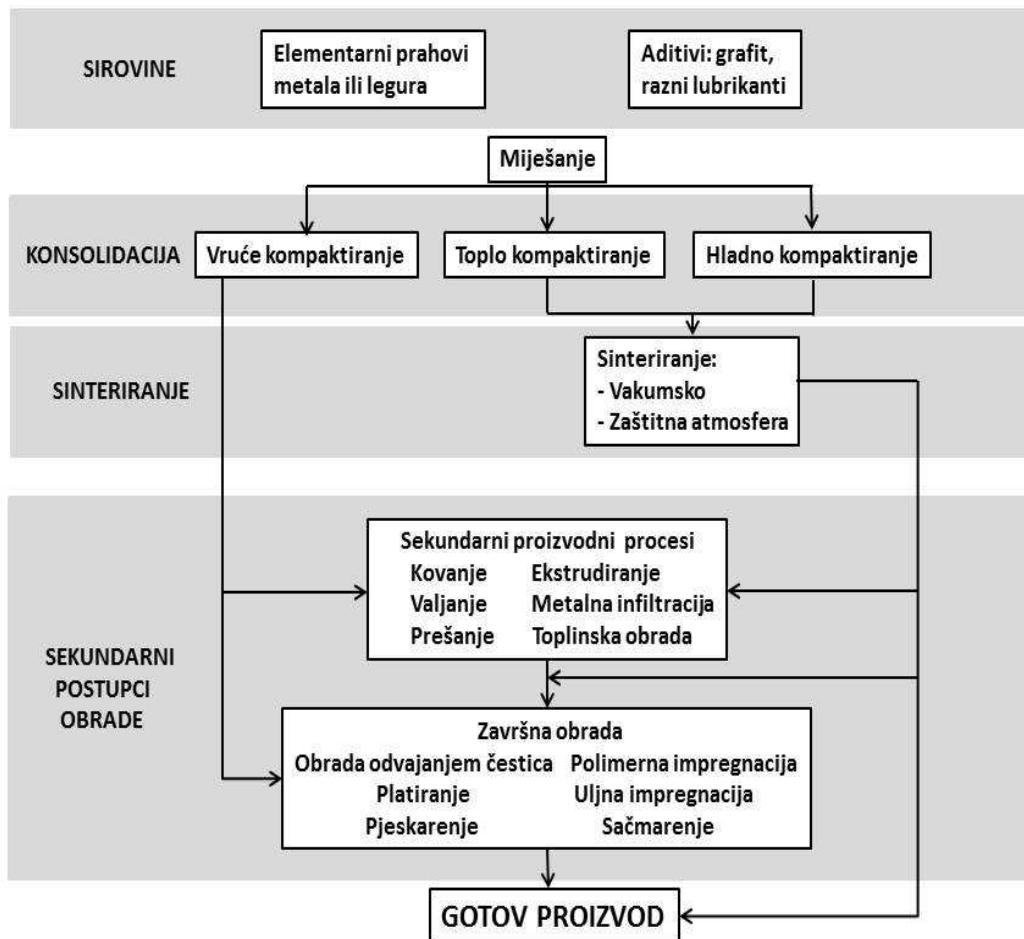 SIROVINE
Elementarni prahovi
metala ili legura
Aditivi: grafit,
razni lubrikanti
Miješanje
KONSOLIDACIJA
Vruće kompaktiranje
Toplo kompaktiranje
Hladno kompaktiranje
SINTERIRANJE
Sinteriranje:
- Vakumsko
- Zaštitna atmosfera
SEKUNDARNI
POSTUPCI
OBRADE
Sekundarni proizvodni procesi
Kovanje Ekstrudiranje
Valjanje Metalna infiltracija
Prešanje Toplinska obrada
Završna obrada
Obrada odvajanjem čestica Polimerna impregnacija
Platiranje Uljna impregnacija
Pjeskarenje Sačmarenje
GOTOV PROIZVOD